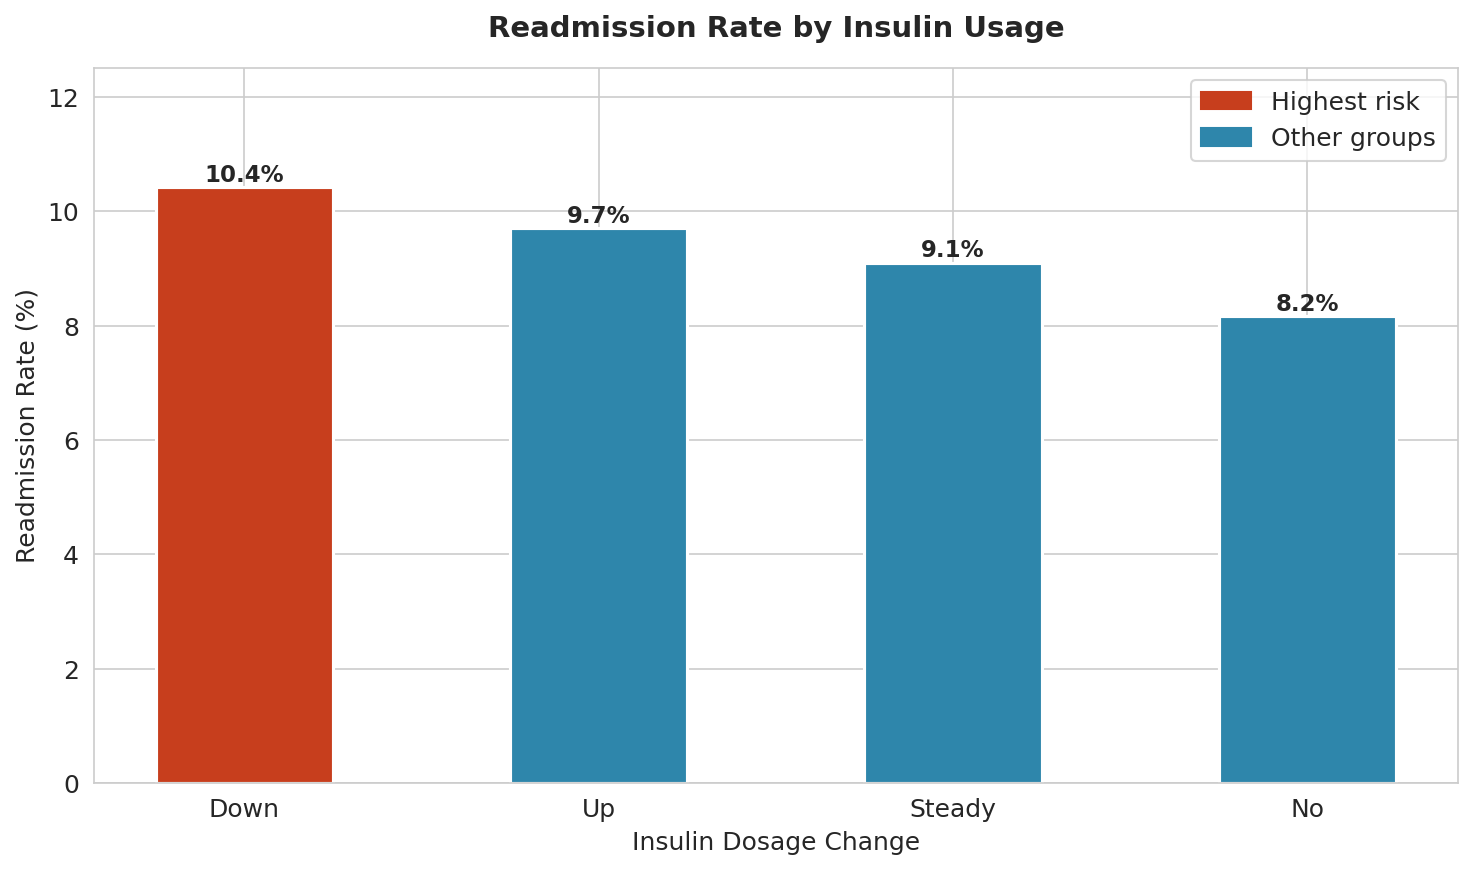 Readmission Rate by Insulin Usage
Highest risk
Other groups
Readmission Rate (%)
12
10
8
6
4
2
0
10.4%
9.7%
9.1%
8.2%
Down
Up
Steady
No
Insulin Dosage Change